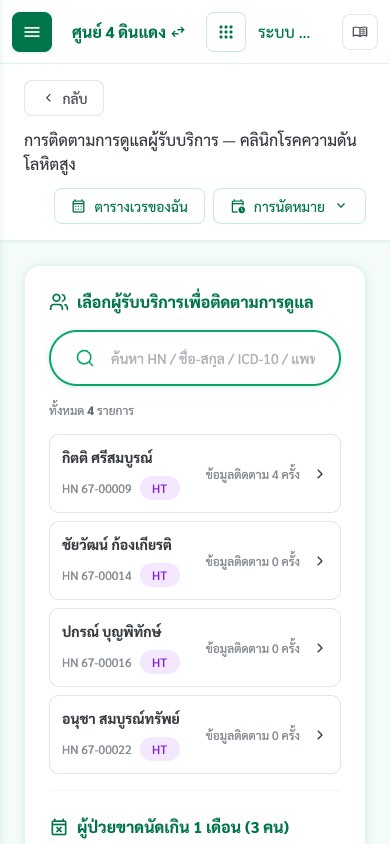 ศูนย์ 4 ดินแดง
ระบบ ...
กลับ
การติดตามการดูแลผู้รับบริการ — คลินิกโรคความดัน
โลหิตสูง
ตารางเวรของฉัน
การนัดหมาย
เลือกผู้รับบริการเพื่อติดตามการดูแล
ค้นหา HN / ชื่อ-สกุล / ICD-10 / แพท
ทั้งหมด 4 รายการ
กิตติ ศรีสมบูรณ์
HN 67-00009 HT
ข้อมูลติดตาม 4 ครั้ง
ชัยวัฒน์ ก้องเกียรติ
HN 67-00014 HT
ข้อมูลติดตาม 0 ครั้ง
ปกรณ์ บุญพิทักษ์
HN 67-00016 HT
ข้อมูลติดตาม 0 ครั้ง
อนุชา สมบูรณ์ทรัพย์
HN 67-00022 HT
ข้อมูลติดตาม 0 ครั้ง
ผู้ป่วยขาดนัดเกิน 1 เดือน (3 คน)